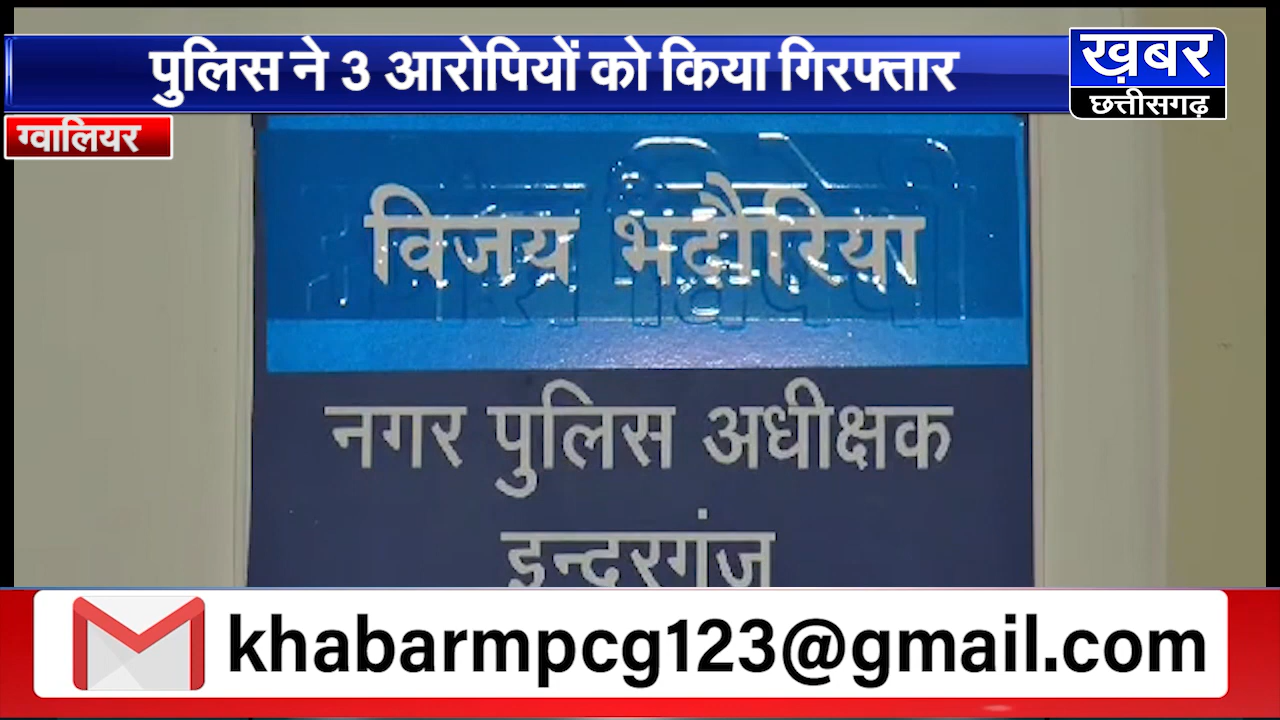 पुलिस ने 3 आरोपियों को किया गिरफ्तार
ख़बर
छत्तीसगढ़
ग्वालियर
विजय भदौरिया
नगर पुलिस अधीक्षक
इन्दरगंज
khabarmpcg123@gmail.com